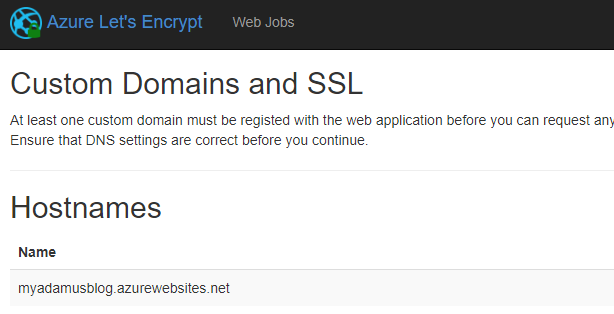 Azure Let's Encrypt Web Jobs
Custom Domains and SSL
At least one custom domain must be registed with the web application before you can request any
Ensure that DNS settings are correct before you continue.
Hostnames
Name
myadamusblog.azurewebsites.net